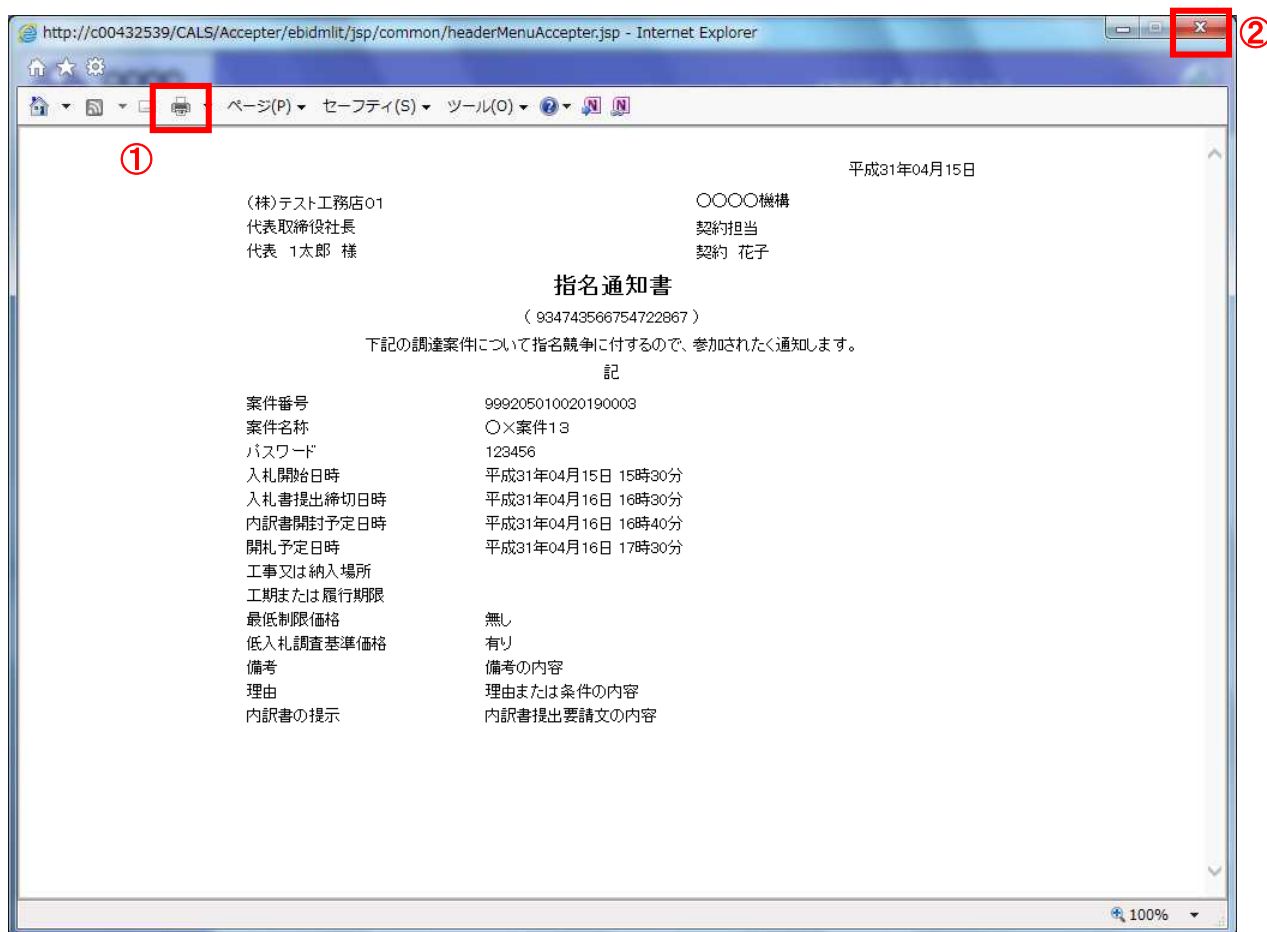 http://c00432539/CALS/Accepter/ebidmlit/jsp/common/headerMenuAccepter.jsp - Internet Explorer
②
ページ(P) セーフティ(S) ツール(O)
①
平成31年04月15日
(株)テスト工務店01 〇〇〇〇機構
代表取締役社長 契約担当
代表 1太郎 様 契約 花子
指名通知書
( 934743566754722867 )
下記の調達案件について指名競争に付するので、参加されたく通知します。
記
案件番号 999205010020190003
案件名称 〇×案件13
パスワード 123456
入札開始日時 平成31年04月15日 15時30分
入札書提出締切日時 平成31年04月16日 16時30分
内訳書開封予定日時 平成31年04月16日 16時40分
開札予定日時 平成31年04月16日 17時30分
工事又は納入場所
工期または履行期限
最低制限価格 無し
低入札調査基準価格 有り
備考 備考の内容
理由 理由または条件の内容
内訳書の提示 内訳書提出要請文の内容
100%